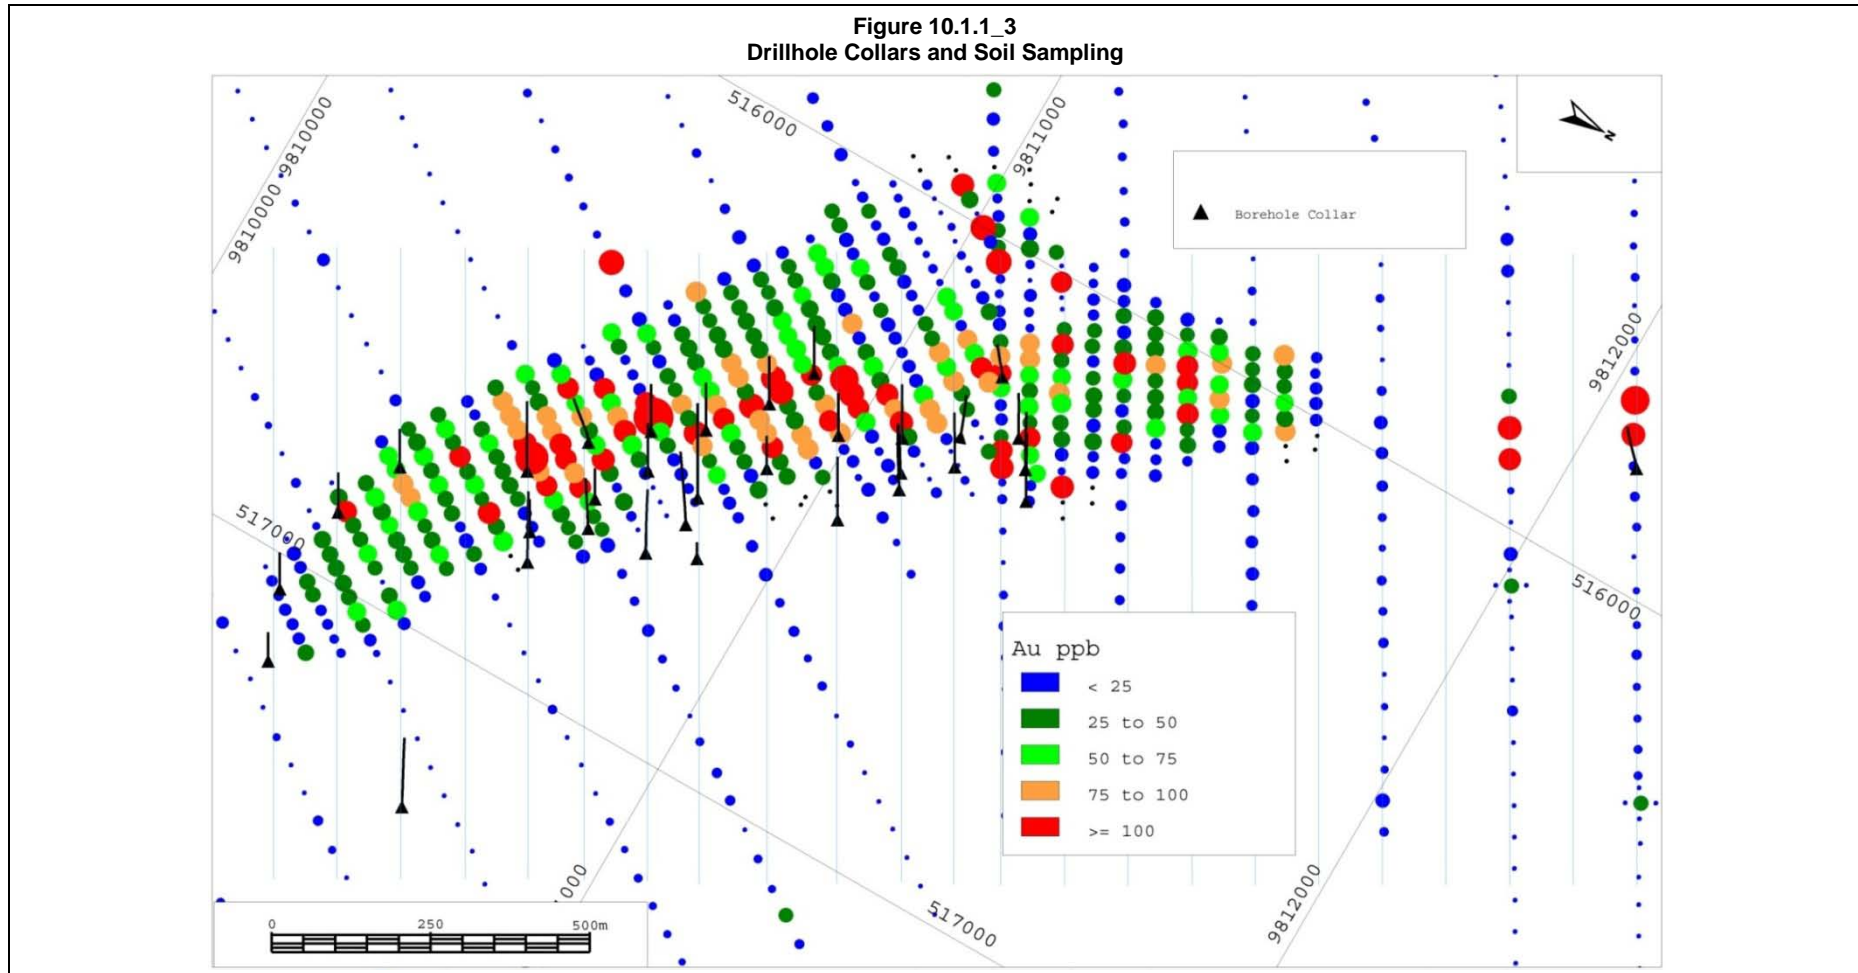 Figure 10.1.1_3
Drillhole Collars and Soil Sampling
9810000
9810000
516000
9811000
N
Borehole Collar
9812000
516000
517000
Au ppb
< 25
25 to 50
50 to 75
75 to 100
>= 100
000
517000
9812000
0 250 500m